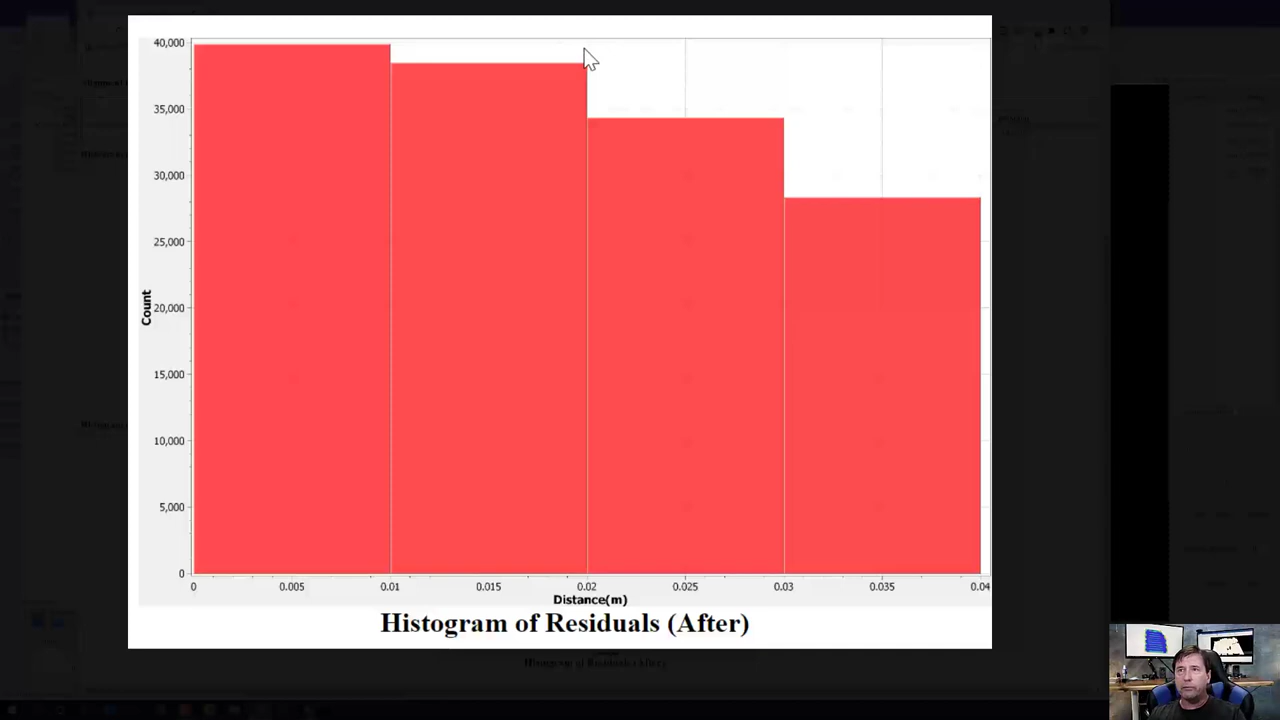 40,000
35,000
30,000
25,000
20,000
15,000
10,000
5,000
0
Count
0 0.005 0.01 0.015 0.02 0.025 0.03 0.035 0.04
Distance(m)
Histogram of Residuals (After)